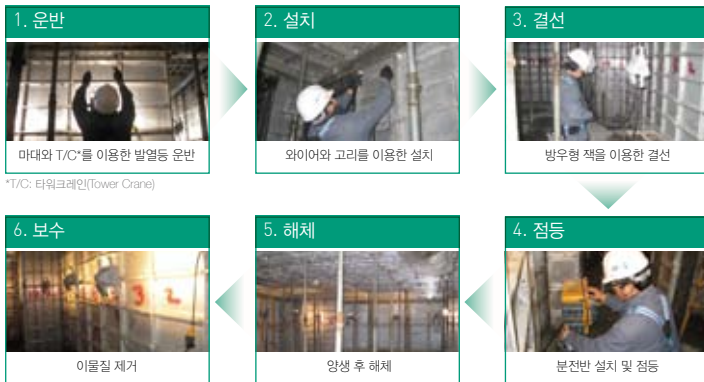 1. 운반
마대와 T/C*를 이용한 발열등 운반
*T/C: 타워크레인(Tower Crane)
2. 설치
와이어와 고리를 이용한 설치
3. 결선
방우형 잭을 이용한 결선
4. 점등
분전반 설치 및 점등
5. 해체
양생 후 해체
6. 보수
3 2
이물질 제거